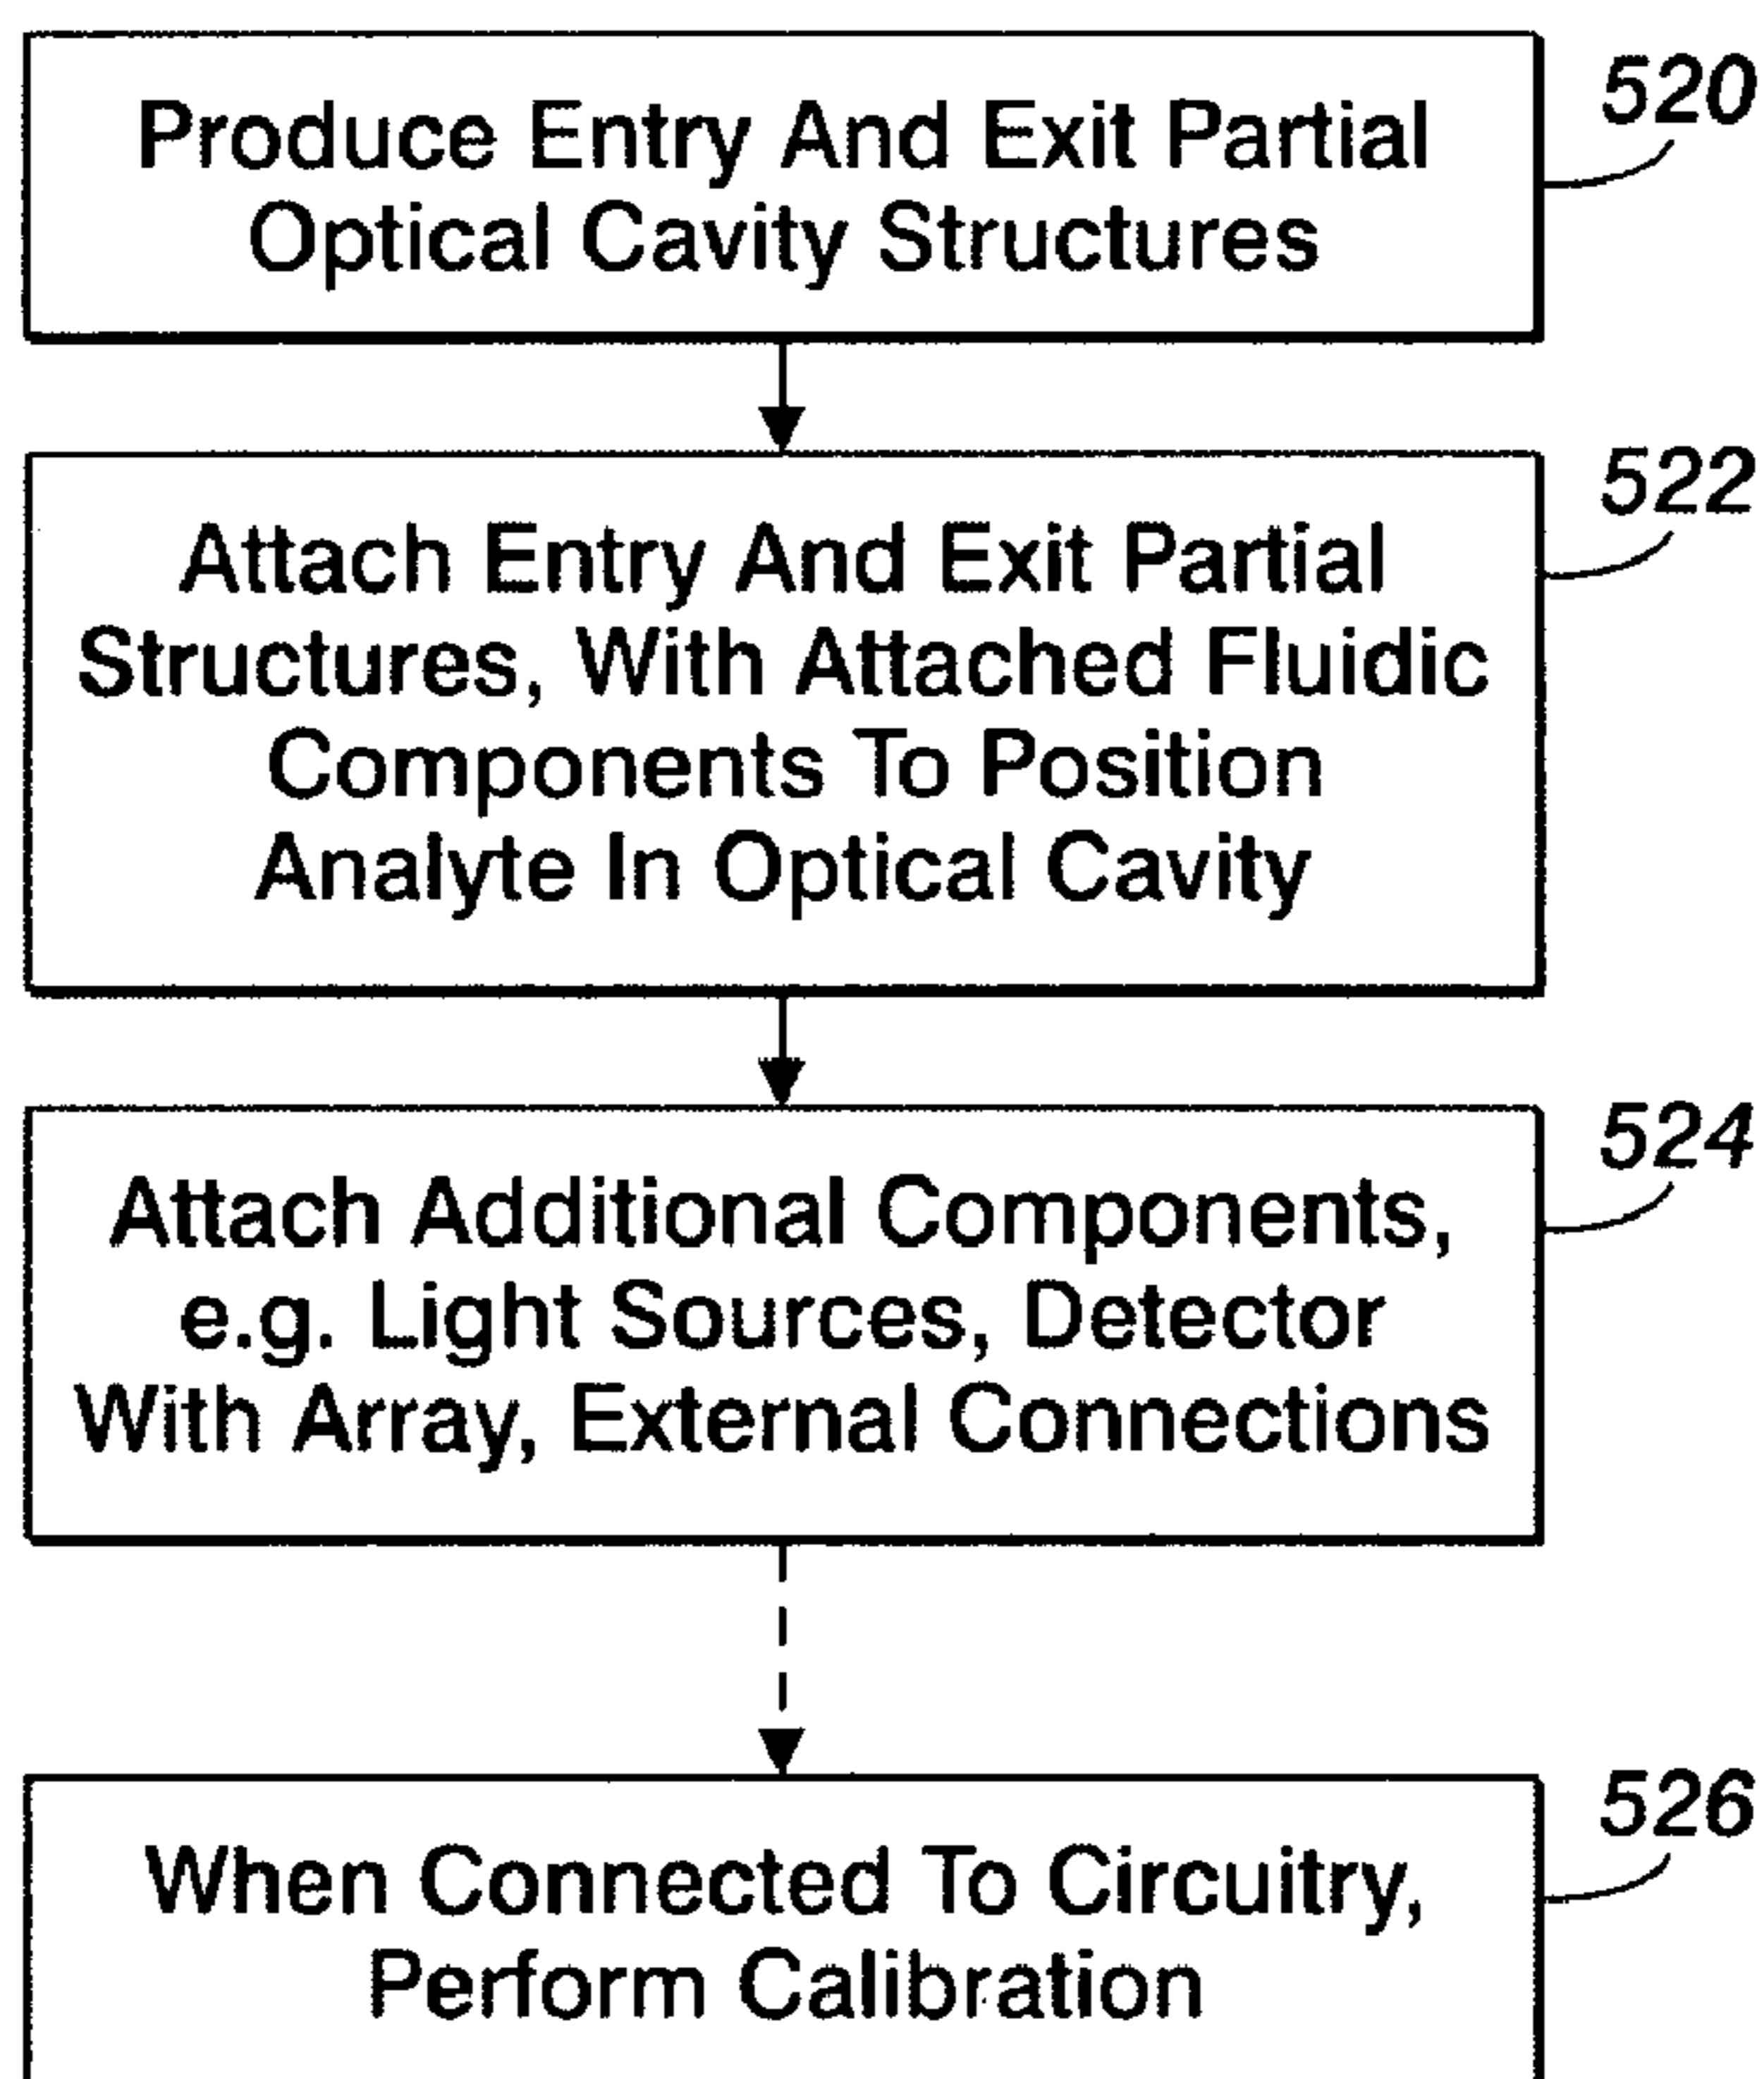 Produce Entry And Exit Partial
Optical Cavity Structures
520
Attach Entry And Exit Partial
Structures, With Attached Fluidic
Components To Position
Analyte In Optical Cavity
522
Attach Additional Components,
e.g. Light Sources, Detector
With Array, External Connections
524
When Connected To Circuitry,
Perform Calibration
526